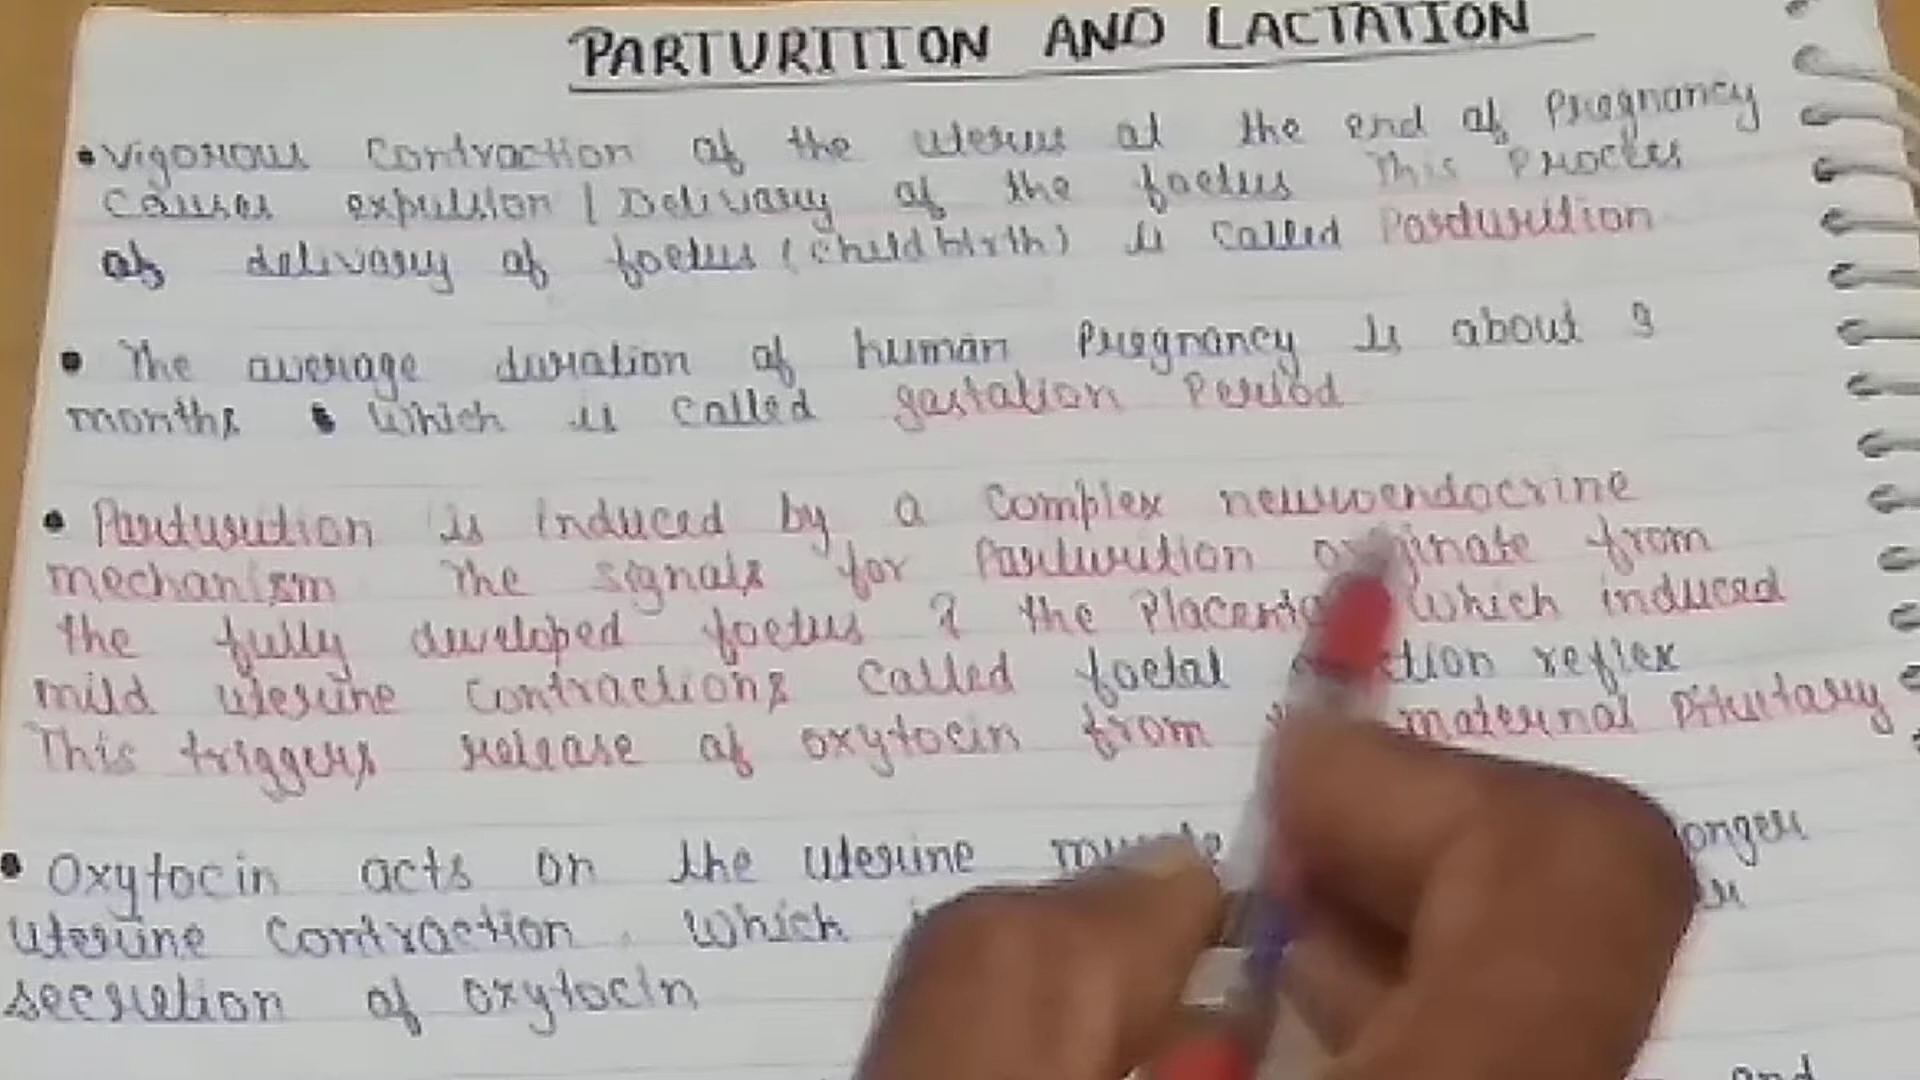 PARTURITION AND LACTATION
• Vigorous Contraction of the uterus at the end of Pregnancy
Causes expulsion / Delivary of the foetus This Process
of delivary of foetus (childbirth) is Called Parturition
• The average duration of human Pregnancy is about 9
months Which is Called gestation Period
• Parturition is induced by a Complex neuroendocrine
mechanism The signals for Parturition originate from
the fully developed foetus & the Placenta Which induced
mild uterine Contractions Called foetal reflex
This triggers release of oxytocin from maternal Pituitary
• Oxytocin acts on the uterine
uterine Contraction Which
secretion of oxytocin
and